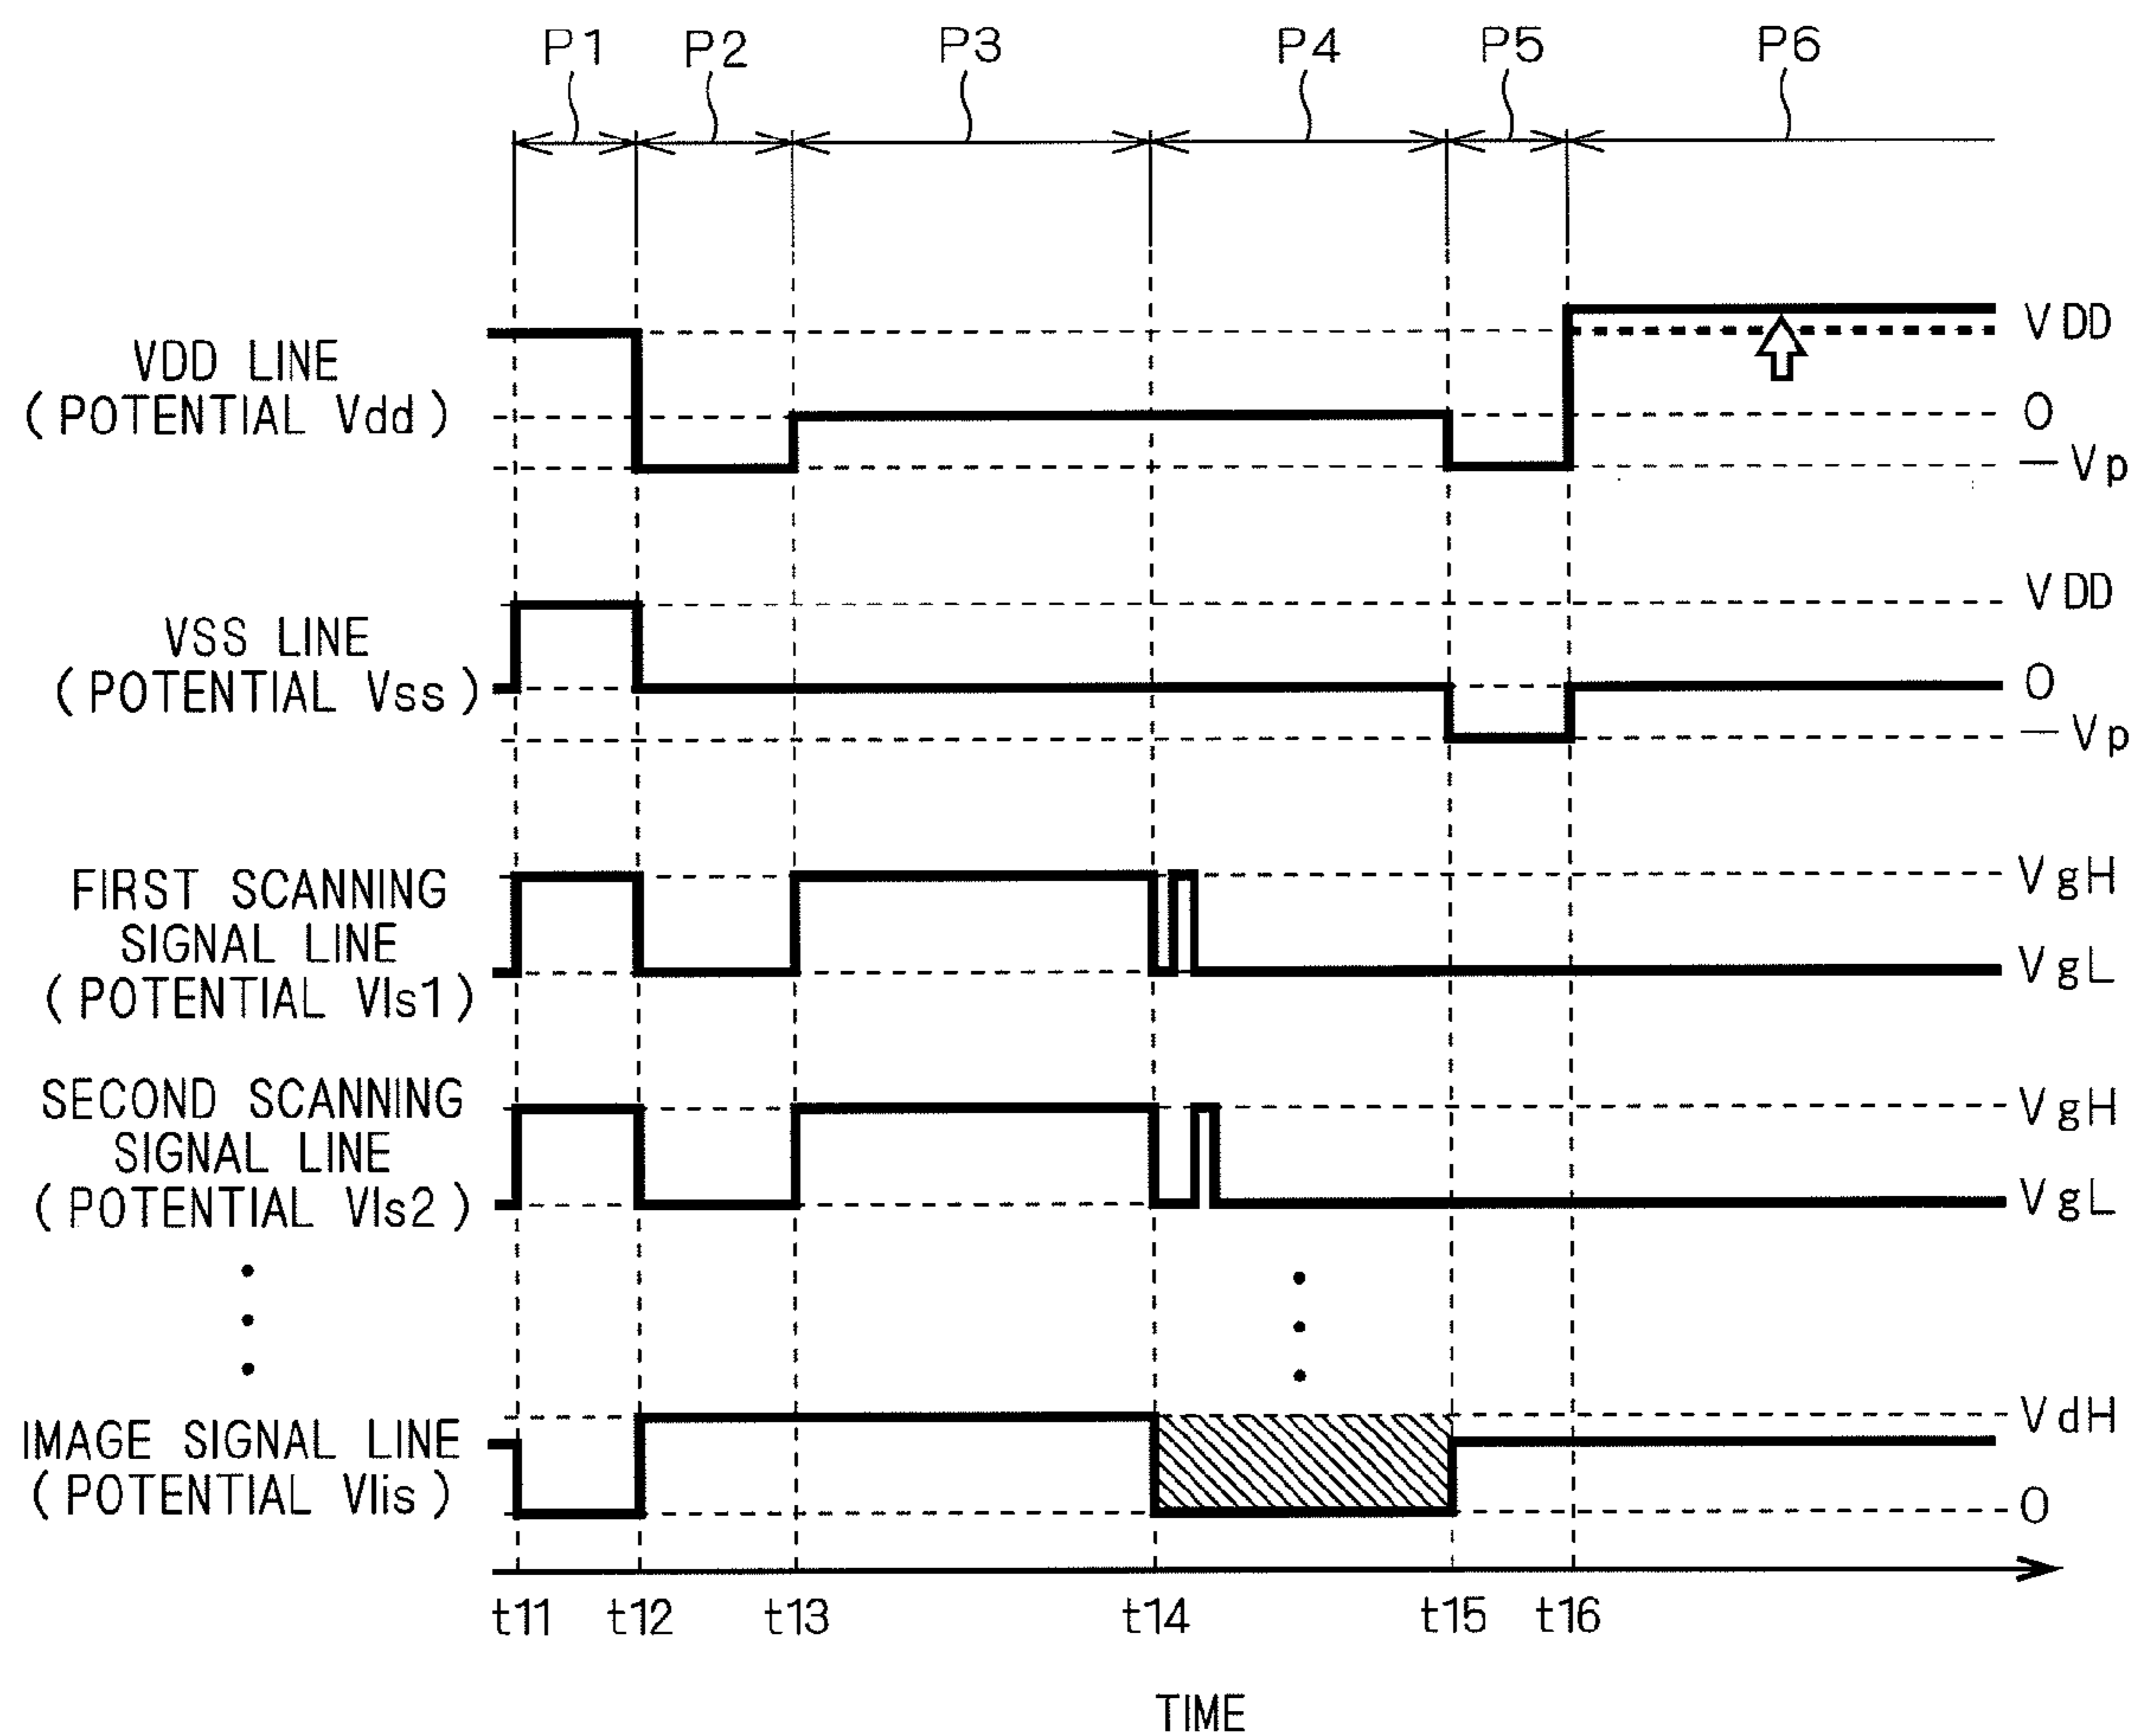 P1 P2 P3 P4 P5 P6
VDD LINE
(POTENTIAL Vdd)
VDD
0
−Vp
VSS LINE
(POTENTIAL Vss)
VDD
0
−Vp
FIRST SCANNING
SIGNAL LINE
(POTENTIAL Vls1)
VgH
VgL
SECOND SCANNING
SIGNAL LINE
(POTENTIAL Vls2)
VgH
VgL
IMAGE SIGNAL LINE
(POTENTIAL Vlis)
VdH
0
t11 t12 t13 t14 t15 t16
TIME